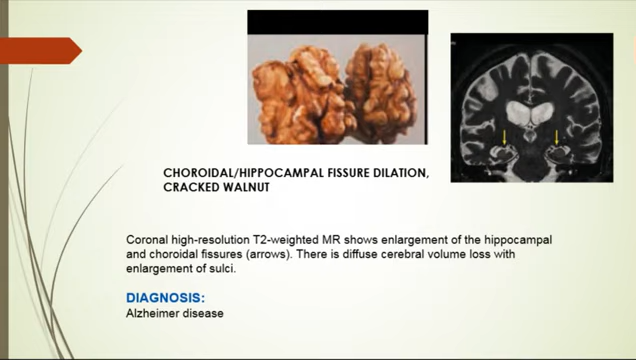 CHOROIDAL/HIPPOCAMPAL FISSURE DILATION,
CRACKED WALNUT
Coronal high-resolution T2-weighted MR shows enlargement of the hippocampal
and choroidal fissures (arrows). There is diffuse cerebral volume loss with
enlargement of sulci.
DIAGNOSIS:
Alzheimer disease